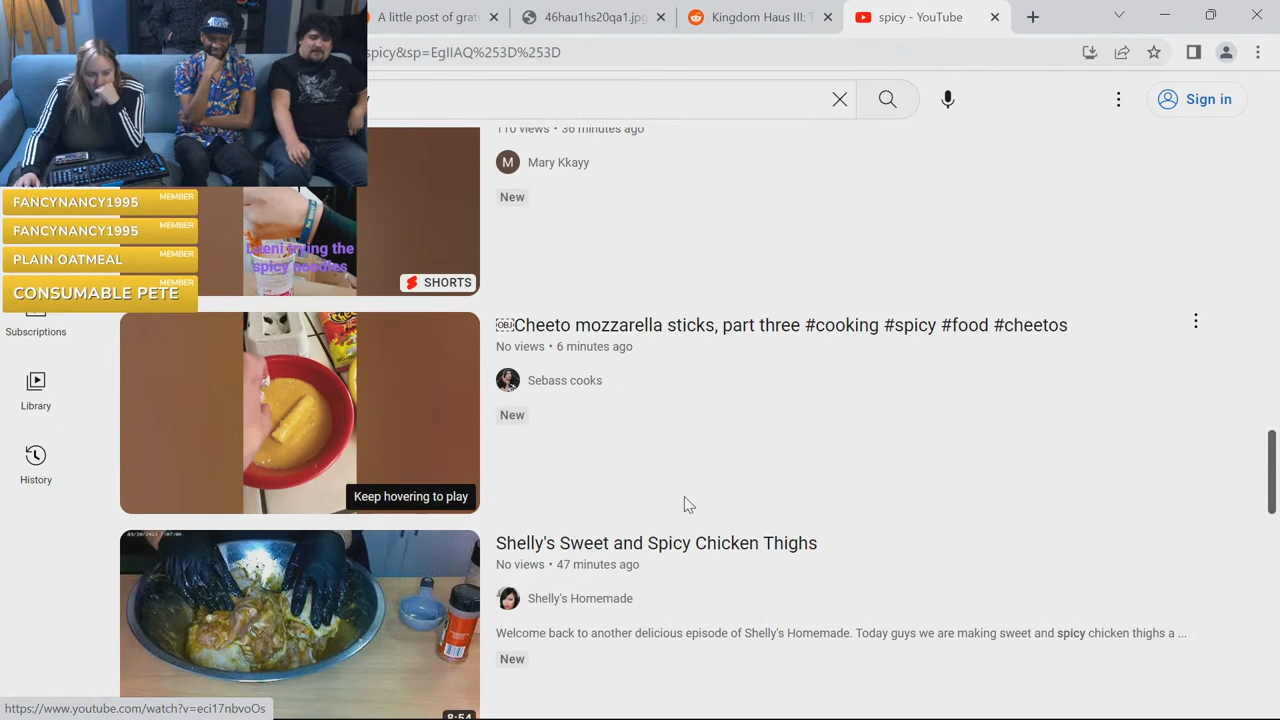 A little post of grat
46hau1hs20qa1.jpg
Kingdom Haus III: T
spicy - YouTube
spicy&sp=EgIIAQ%253D%253D
Sign in
110 views • 36 minutes ago
M
Mary Kkayy
New
FANCYNANCY1995
MEMBER
FANCYNANCY1995
MEMBER
PLAIN OATMEAL
MEMBER
CONSUMABLE PETE
MEMBER
trying the
spicy noodles
SHORTS
Subscriptions
Library
History
OBJ Cheeto mozzarella sticks, part three #cooking #spicy #food #cheetos
No views • 6 minutes ago
Sebass cooks
New
Keep hovering to play
Shelly's Sweet and Spicy Chicken Thighs
No views • 47 minutes ago
Shelly's Homemade
Welcome back to another delicious episode of Shelly's Homemade. Today guys we are making sweet and spicy chicken thighs a ...
New
8:54
https://www.youtube.com/watch?v=eci17nbvoOs